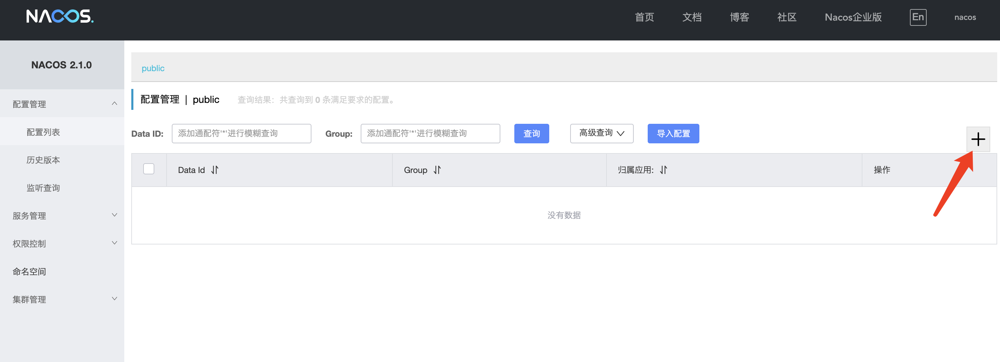 NACOS.
首页 文档 博客 社区 Nacos企业版 En nacos
NACOS 2.1.0
配置管理
配置列表
历史版本
监听查询
服务管理
权限控制
命名空间
集群管理
public
配置管理 | public 查询结果：共查询到 0 条满足要求的配置。
Data ID: 添加通配符'*'进行模糊查询 Group: 添加通配符'*'进行模糊查询 查询 高级查询 导入配置
Data Id Group 归属应用: 操作
没有数据